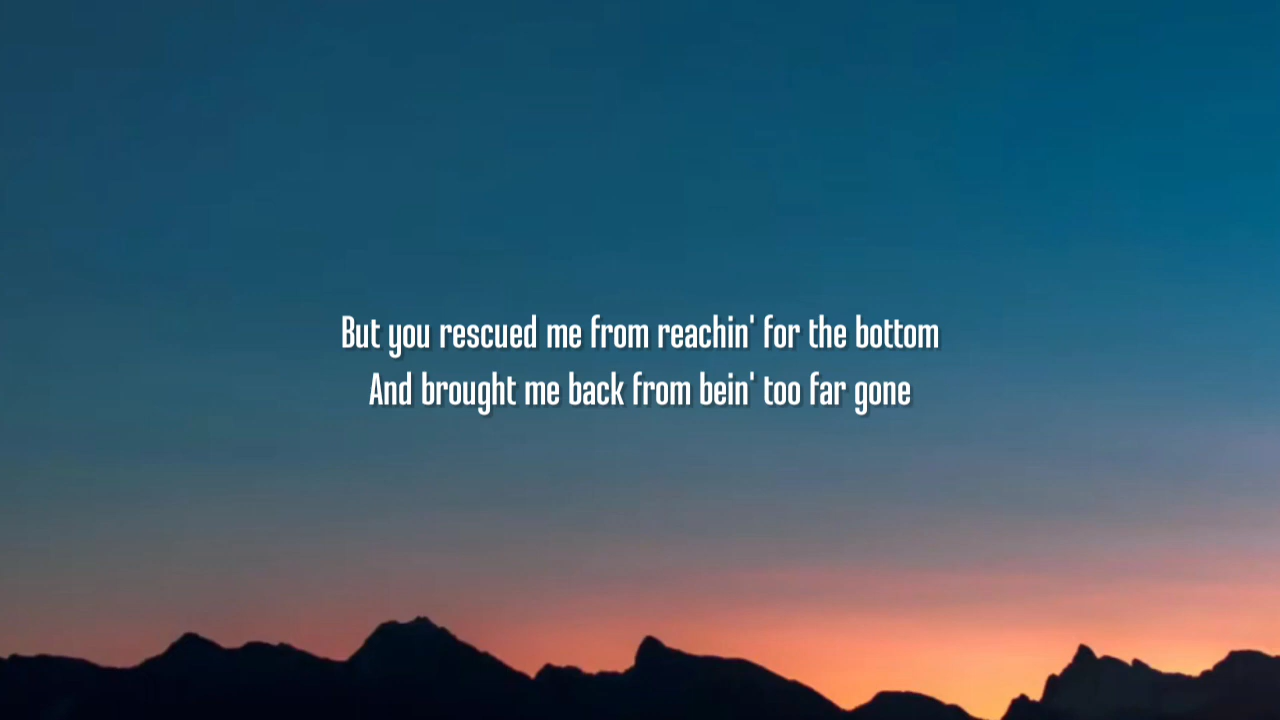 But you rescued me from reachin' for the bottom
And brought me back from bein' too far gone